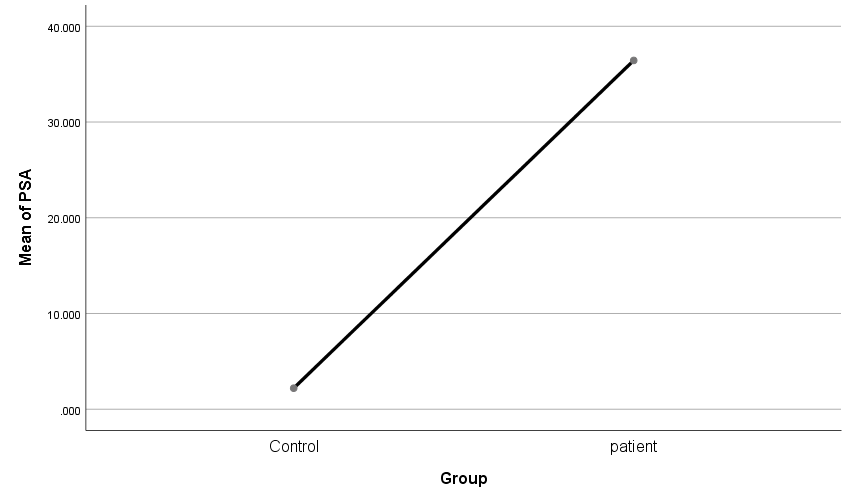 40.000
30.000
20.000
10.000
.000
Mean of PSA
Control
patient
Group